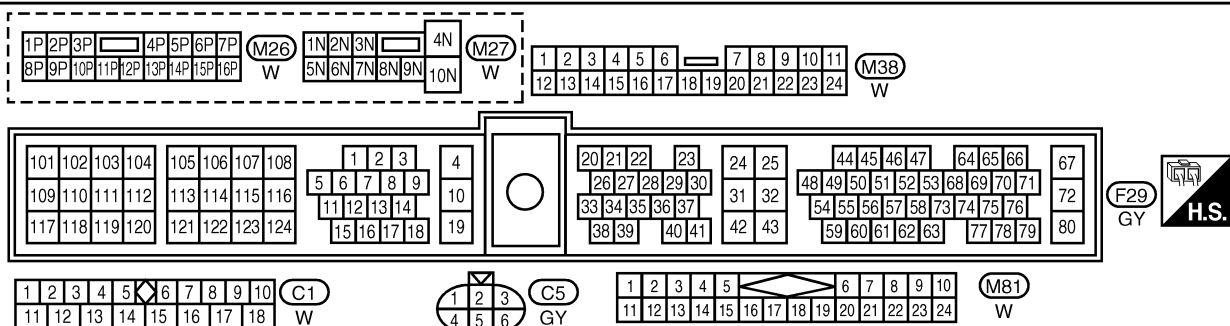 1P 2P 3P 4P 5P 6P 7P M26
8P 9P 10P 11P 12P 13P 14P 15P 16P W
1N 2N 3N 4N M27
5N 6N 7N 8N 9N 10N W
1 2 3 4 5 6 7 8 9 10 11 M38
12 13 14 15 16 17 18 19 20 21 22 23 24 W
101 102 103 104 105 106 107 108 1 2 3 4 20 21 22 23 24 25 44 45 46 47 64 65 66 67
5 6 7 8 9 26 27 28 29 30 48 49 50 51 52 53 68 69 70 71
109 110 111 112 113 114 115 116 10 31 32 72 F29
11 12 13 14 33 34 35 36 37 54 55 56 57 58 73 74 75 76 GY H.S.
117 118 119 120 121 122 123 124 15 16 17 18 19 38 39 40 41 42 43 59 60 61 62 63 77 78 79 80
1 2 3 4 5 6 7 8 9 10 C1
11 12 13 14 15 16 17 18 W
1 2 3 C5
4 5 6 GY
1 2 3 4 5 6 7 8 9 10 M81
11 12 13 14 15 16 17 18 19 20 21 22 23 24 W